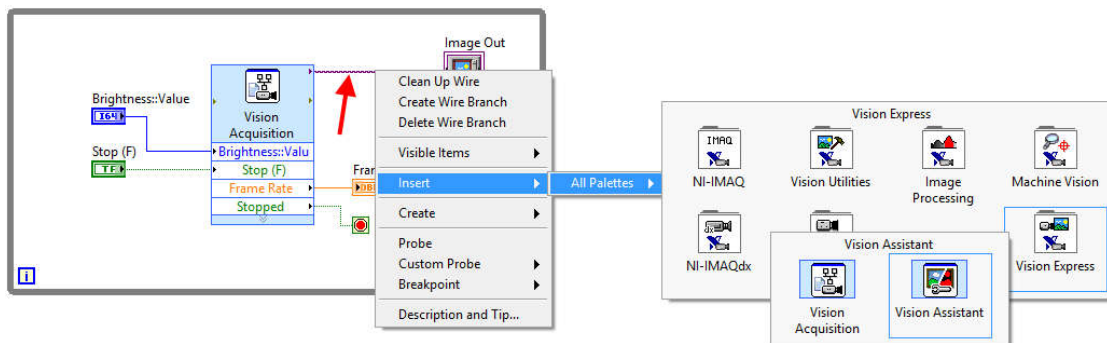 Image Out
Brightness::Value
I64
Vision
Acquisition
Brightness::Valu
Stop (F)
TF
Stop (F)
Frame Rate
Stopped
Fra
DB
i
Clean Up Wire
Create Wire Branch
Delete Wire Branch
Visible Items
Insert
Create
Probe
Custom Probe
Breakpoint
Description and Tip...
All Palettes
Vision Express
IMAQ
NI-IMAQ
Vision Utilities
Image
Processing
Machine Vision
dx
NI-IMAQdx
Vision Express
Vision Assistant
Vision
Acquisition
Vision Assistant